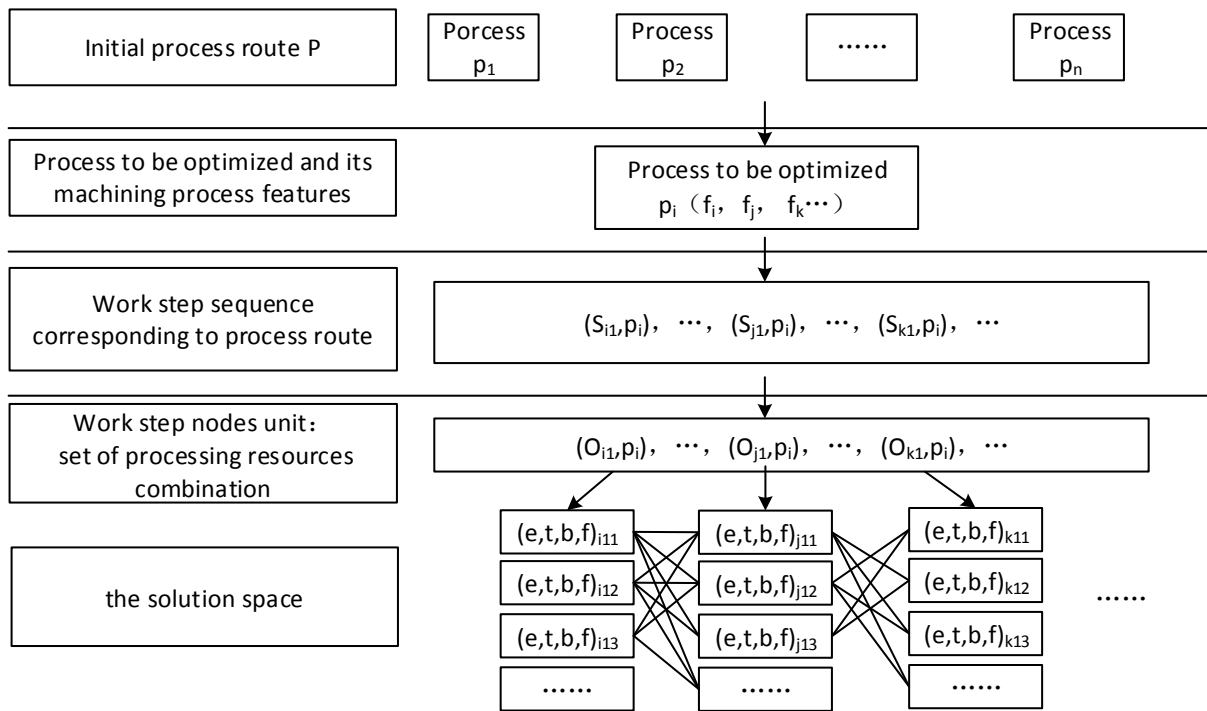 Initial process route P
Porcess
p₁
Process
p₂
……
Process
pₙ
Process to be optimized and its
machining process features
Process to be optimized
pᵢ（fᵢ，fⱼ， fₖ…）
Work step sequence
corresponding to process route
(Sᵢ₁,pᵢ)， …，(Sⱼ₁,pᵢ)， …，(Sₖ₁,pᵢ)， …
Work step nodes unit：
set of processing resources
combination
(Oᵢ₁,pᵢ)， …，(Oⱼ₁,pᵢ)， …，(Oₖ₁,pᵢ)， …
the solution space
(e,t,b,f)ᵢ₁₁
(e,t,b,f)ᵢ₁₂
(e,t,b,f)ᵢ₁₃
……
(e,t,b,f)ⱼ₁₁
(e,t,b,f)ⱼ₁₂
(e,t,b,f)ⱼ₁₃
……
(e,t,b,f)ₖ₁₁
(e,t,b,f)ₖ₁₂
(e,t,b,f)ₖ₁₃
……
……